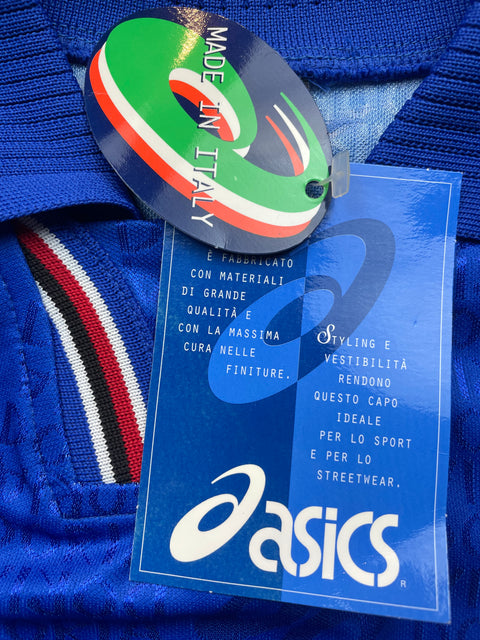 MADE IN ITALY
È FABBRICATO
CON MATERIALI
DI GRANDE
QUALITÀ E
CON LA MASSIMA
CURA NELLE
FINITURE.
STYLING E
VESTIBILITÀ
RENDONO
QUESTO CAPO
IDEALE
PER LO SPORT
E PER LO
STREETWEAR.
asics
R